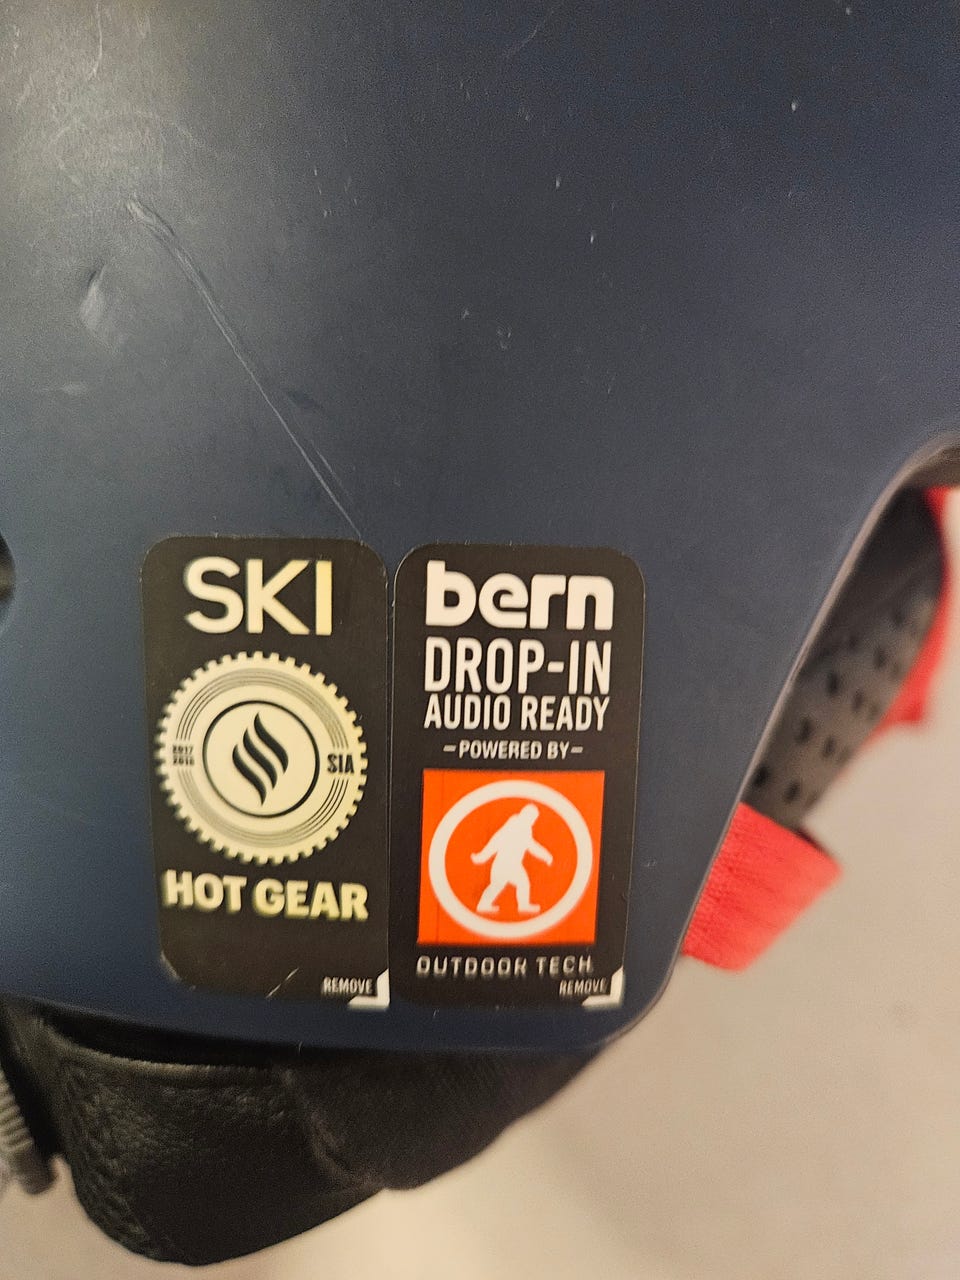 SKI
2017
2018
SIA
HOT GEAR
REMOVE
bern
DROP-IN
AUDIO READY
-POWERED BY-
OUTDOOR TECH
REMOVE